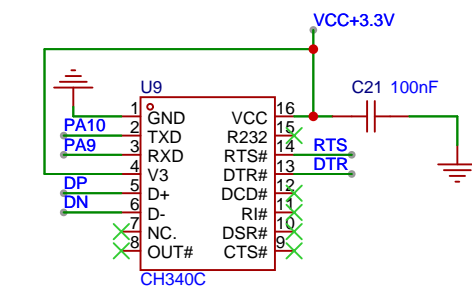 VCC+3.3V
U9
C21 100nF
1 GND VCC 16
PA10 2 TXD R232 15
PA9 3 RXD RTS# 14 RTS
4 V3 DTR# 13 DTR
DP 5 D+ DCD# 12
DN 6 D- RI# 11
7 NC. DSR# 10
8 OUT# CTS# 9
CH340C